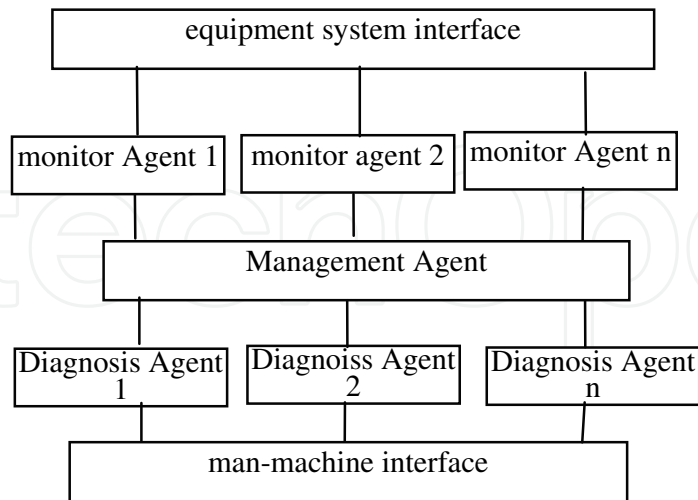 equipment system interface
monitor Agent 1
monitor agent 2
monitor Agent n
Management Agent
Diagnosis Agent
1
Diagnoiss Agent
2
Diagnosis Agent
n
man-machine interface